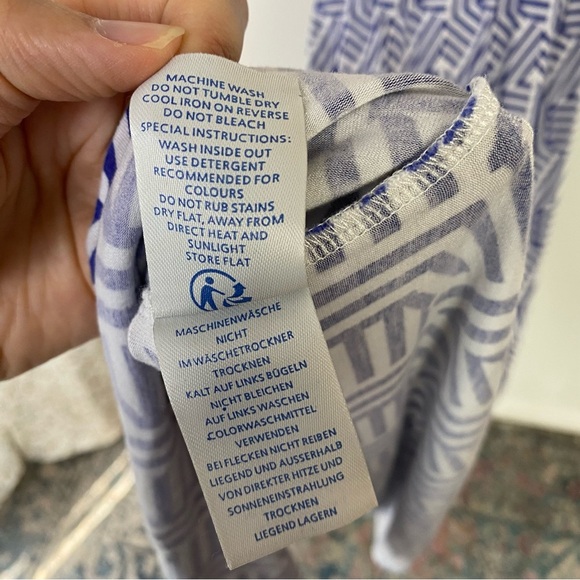 MACHINE WASH
DO NOT TUMBLE DRY
COOL IRON ON REVERSE
DO NOT BLEACH
SPECIAL INSTRUCTIONS:
WASH INSIDE OUT
USE DETERGENT
RECOMMENDED FOR
COLOURS
DO NOT RUB STAINS
DRY FLAT, AWAY FROM
DIRECT HEAT AND
SUNLIGHT
STORE FLAT
MASCHINENWÄSCHE
NICHT
IM WÄSCHETROCKNER
TROCKNEN
KALT AUF LINKS BÜGELN
NICHT BLEICHEN
AUF LINKS WASCHEN
COLORWASCHMITTEL
VERWENDEN
BEI FLECKEN NICHT REIBEN
LIEGEND UND AUSSERHALB
VON DIREKTER HITZE UND
SONNENEINSTRAHLUNG
TROCKNEN
LIEGEND LAGERN